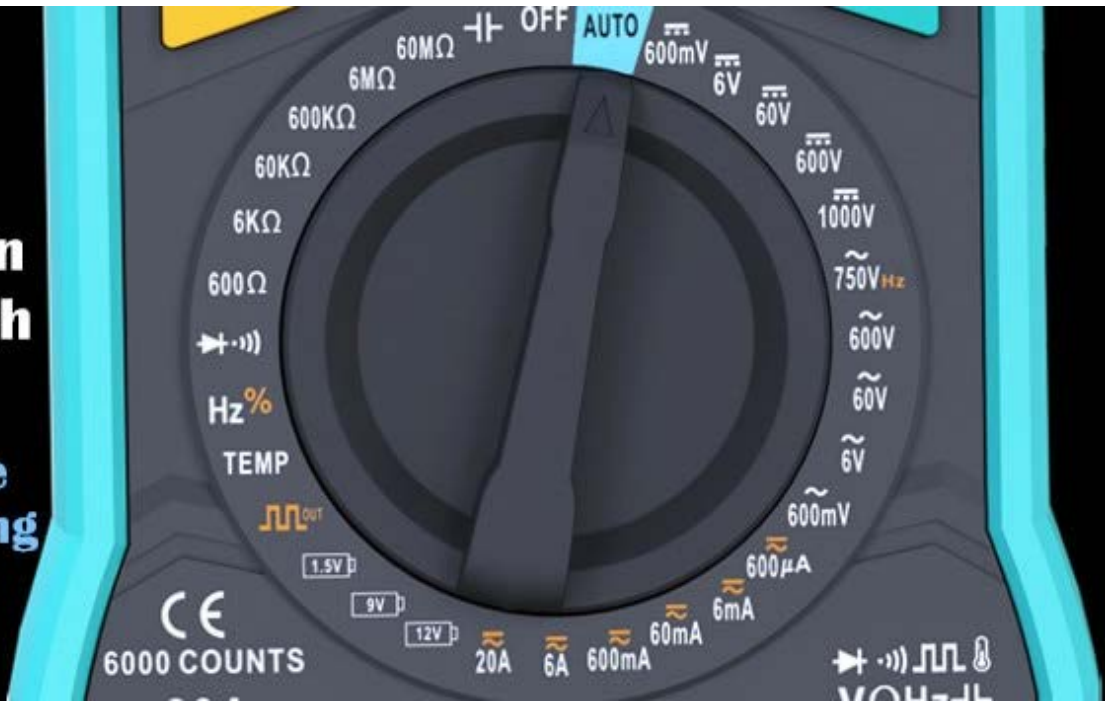 OFF
AUTO
600mV
6V
60V
600V
1000V
750V Hz
600V
60V
6V
600mV
600μA
6mA
60mA
600mA
6A
20A
12V
9V
1.5V
OUT
TEMP
Hz%
600Ω
6KΩ
60KΩ
600KΩ
6MΩ
60MΩ
CE
6000 COUNTS